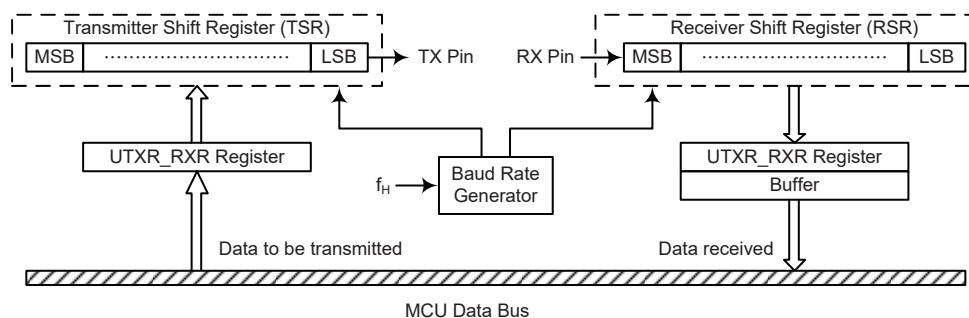 Transmitter Shift Register (TSR)
Receiver Shift Register (RSR)
MSB
LSB
TX Pin
RX Pin
MSB
LSB
UTXR_RXR Register
fH
Baud Rate
Generator
UTXR_RXR Register
Buffer
Data to be transmitted
Data received
MCU Data Bus